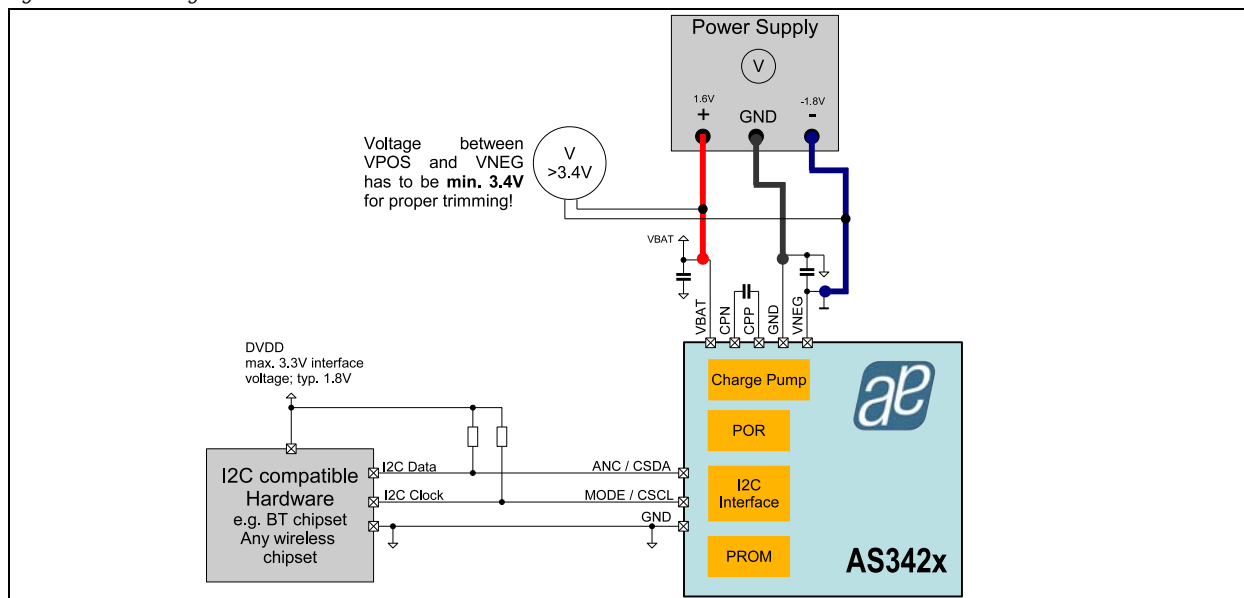 Power Supply
V
1.6V
-1.8V
+
GND
-
Voltage between
VPOS and VNEG
has to be min. 3.4V
for proper trimming!
V
>3.4V
VBAT
VBAT
CPN
CPP
GND
VNEG
DVDD
max. 3.3V interface
voltage; typ. 1.8V
Charge Pump
POR
I2C
Interface
PROM
AS342x
I2C compatible
Hardware
e.g. BT chipset
Any wireless
chipset
I2C Data
ANC / CSDA
I2C Clock
MODE / CSCL
GND